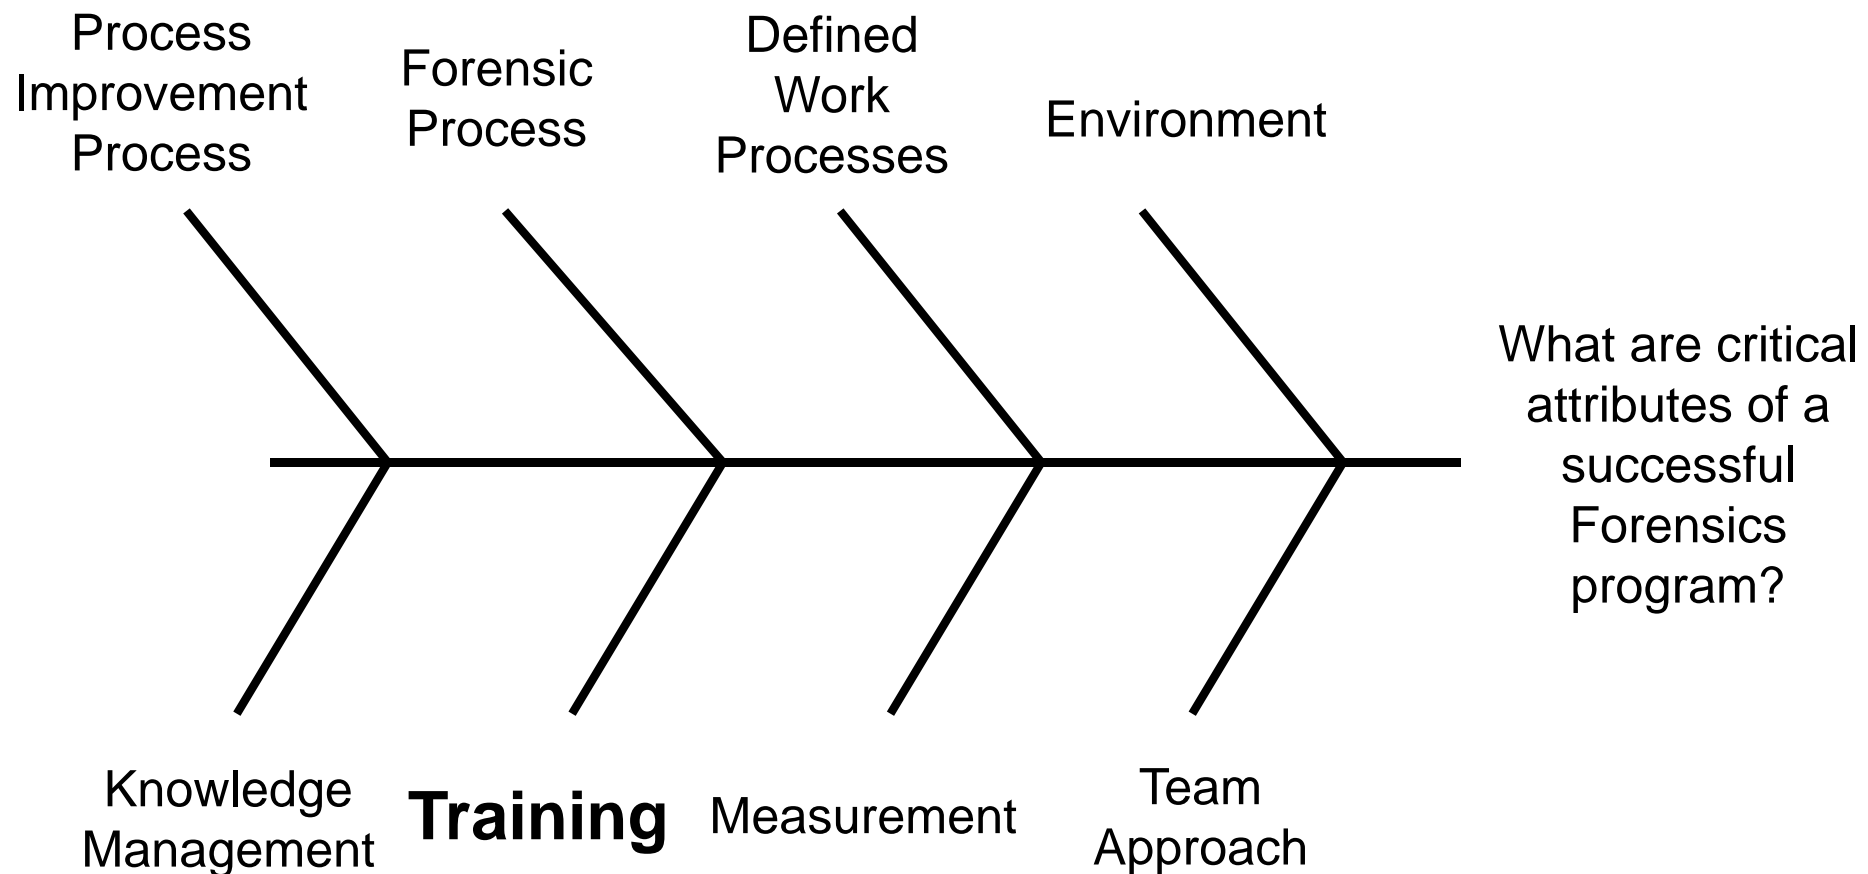 Process
Improvement
Process
Forensic
Process
Defined
Work
Processes
Environment
What are critical
attributes of a
successful
Forensics
program?
Knowledge
Management
Training
Measurement
Team
Approach